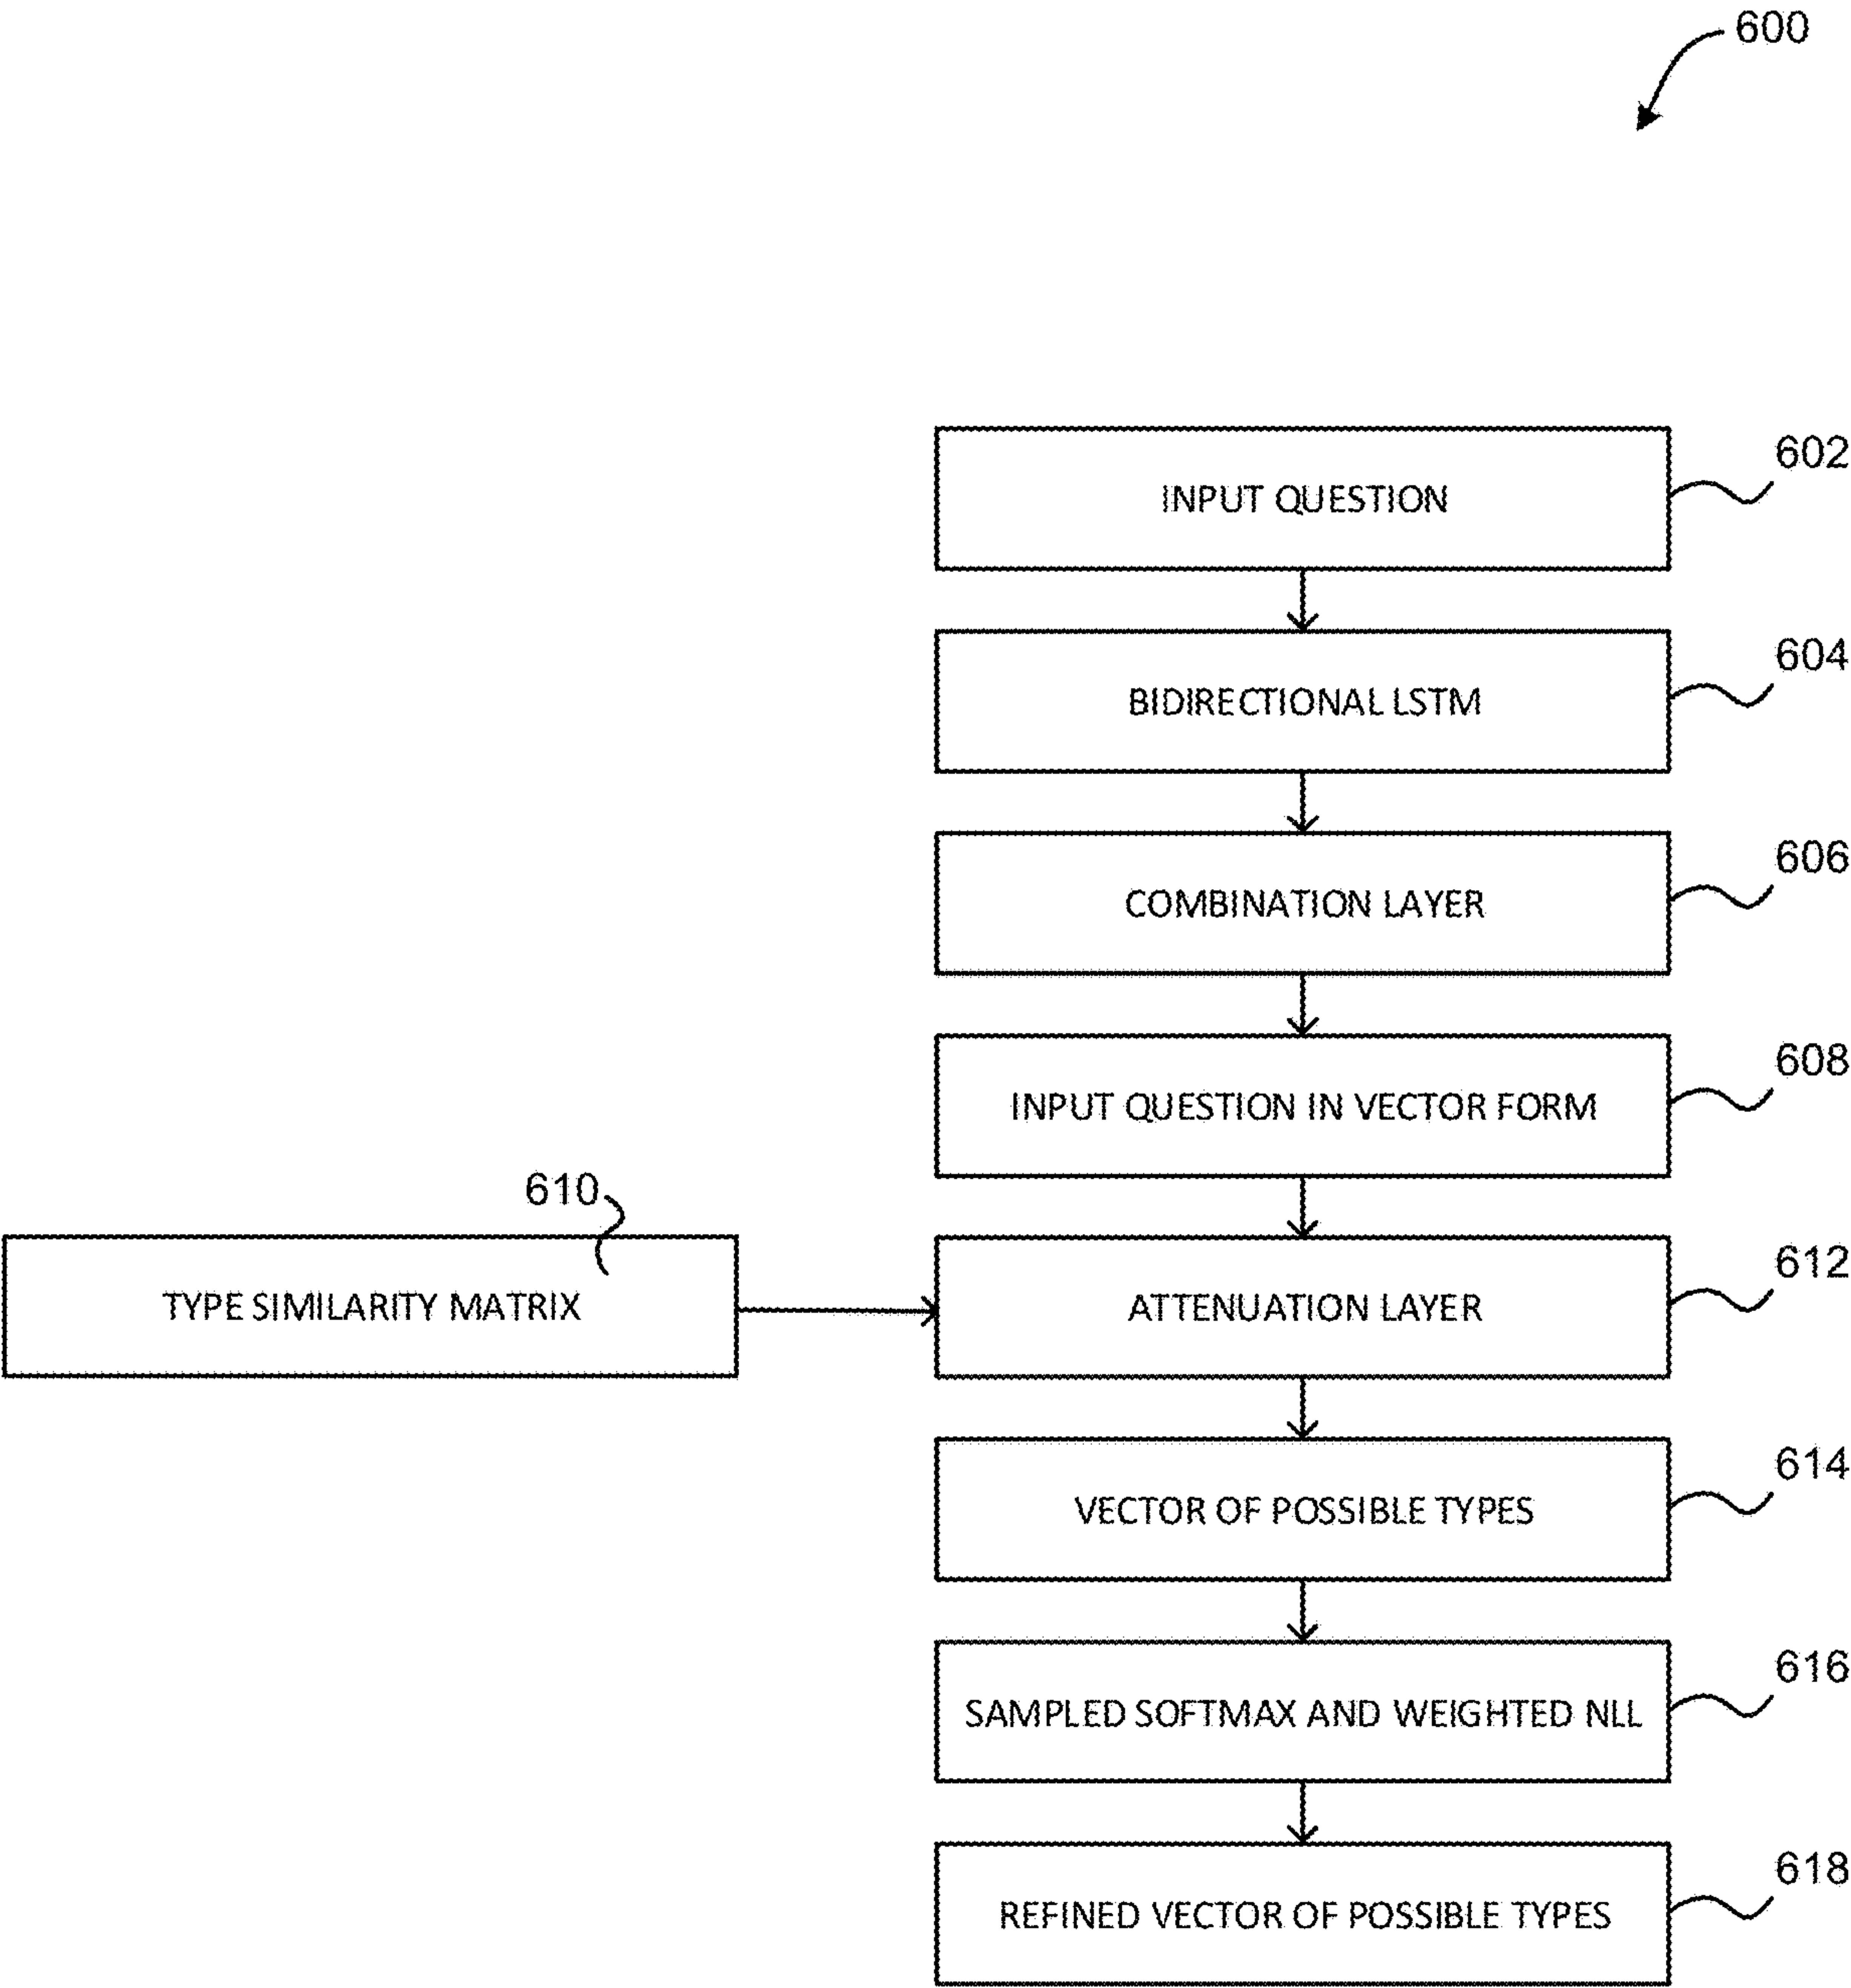 600
INPUT QUESTION
602
BIDIRECTIONAL LSTM
604
COMBINATION LAYER
606
INPUT QUESTION IN VECTOR FORM
608
610
TYPE SIMILARITY MATRIX
ATTENUATION LAYER
612
VECTOR OF POSSIBLE TYPES
614
SAMPLED SOFTMAX AND WEIGHTED NLL
616
REFINED VECTOR OF POSSIBLE TYPES
618